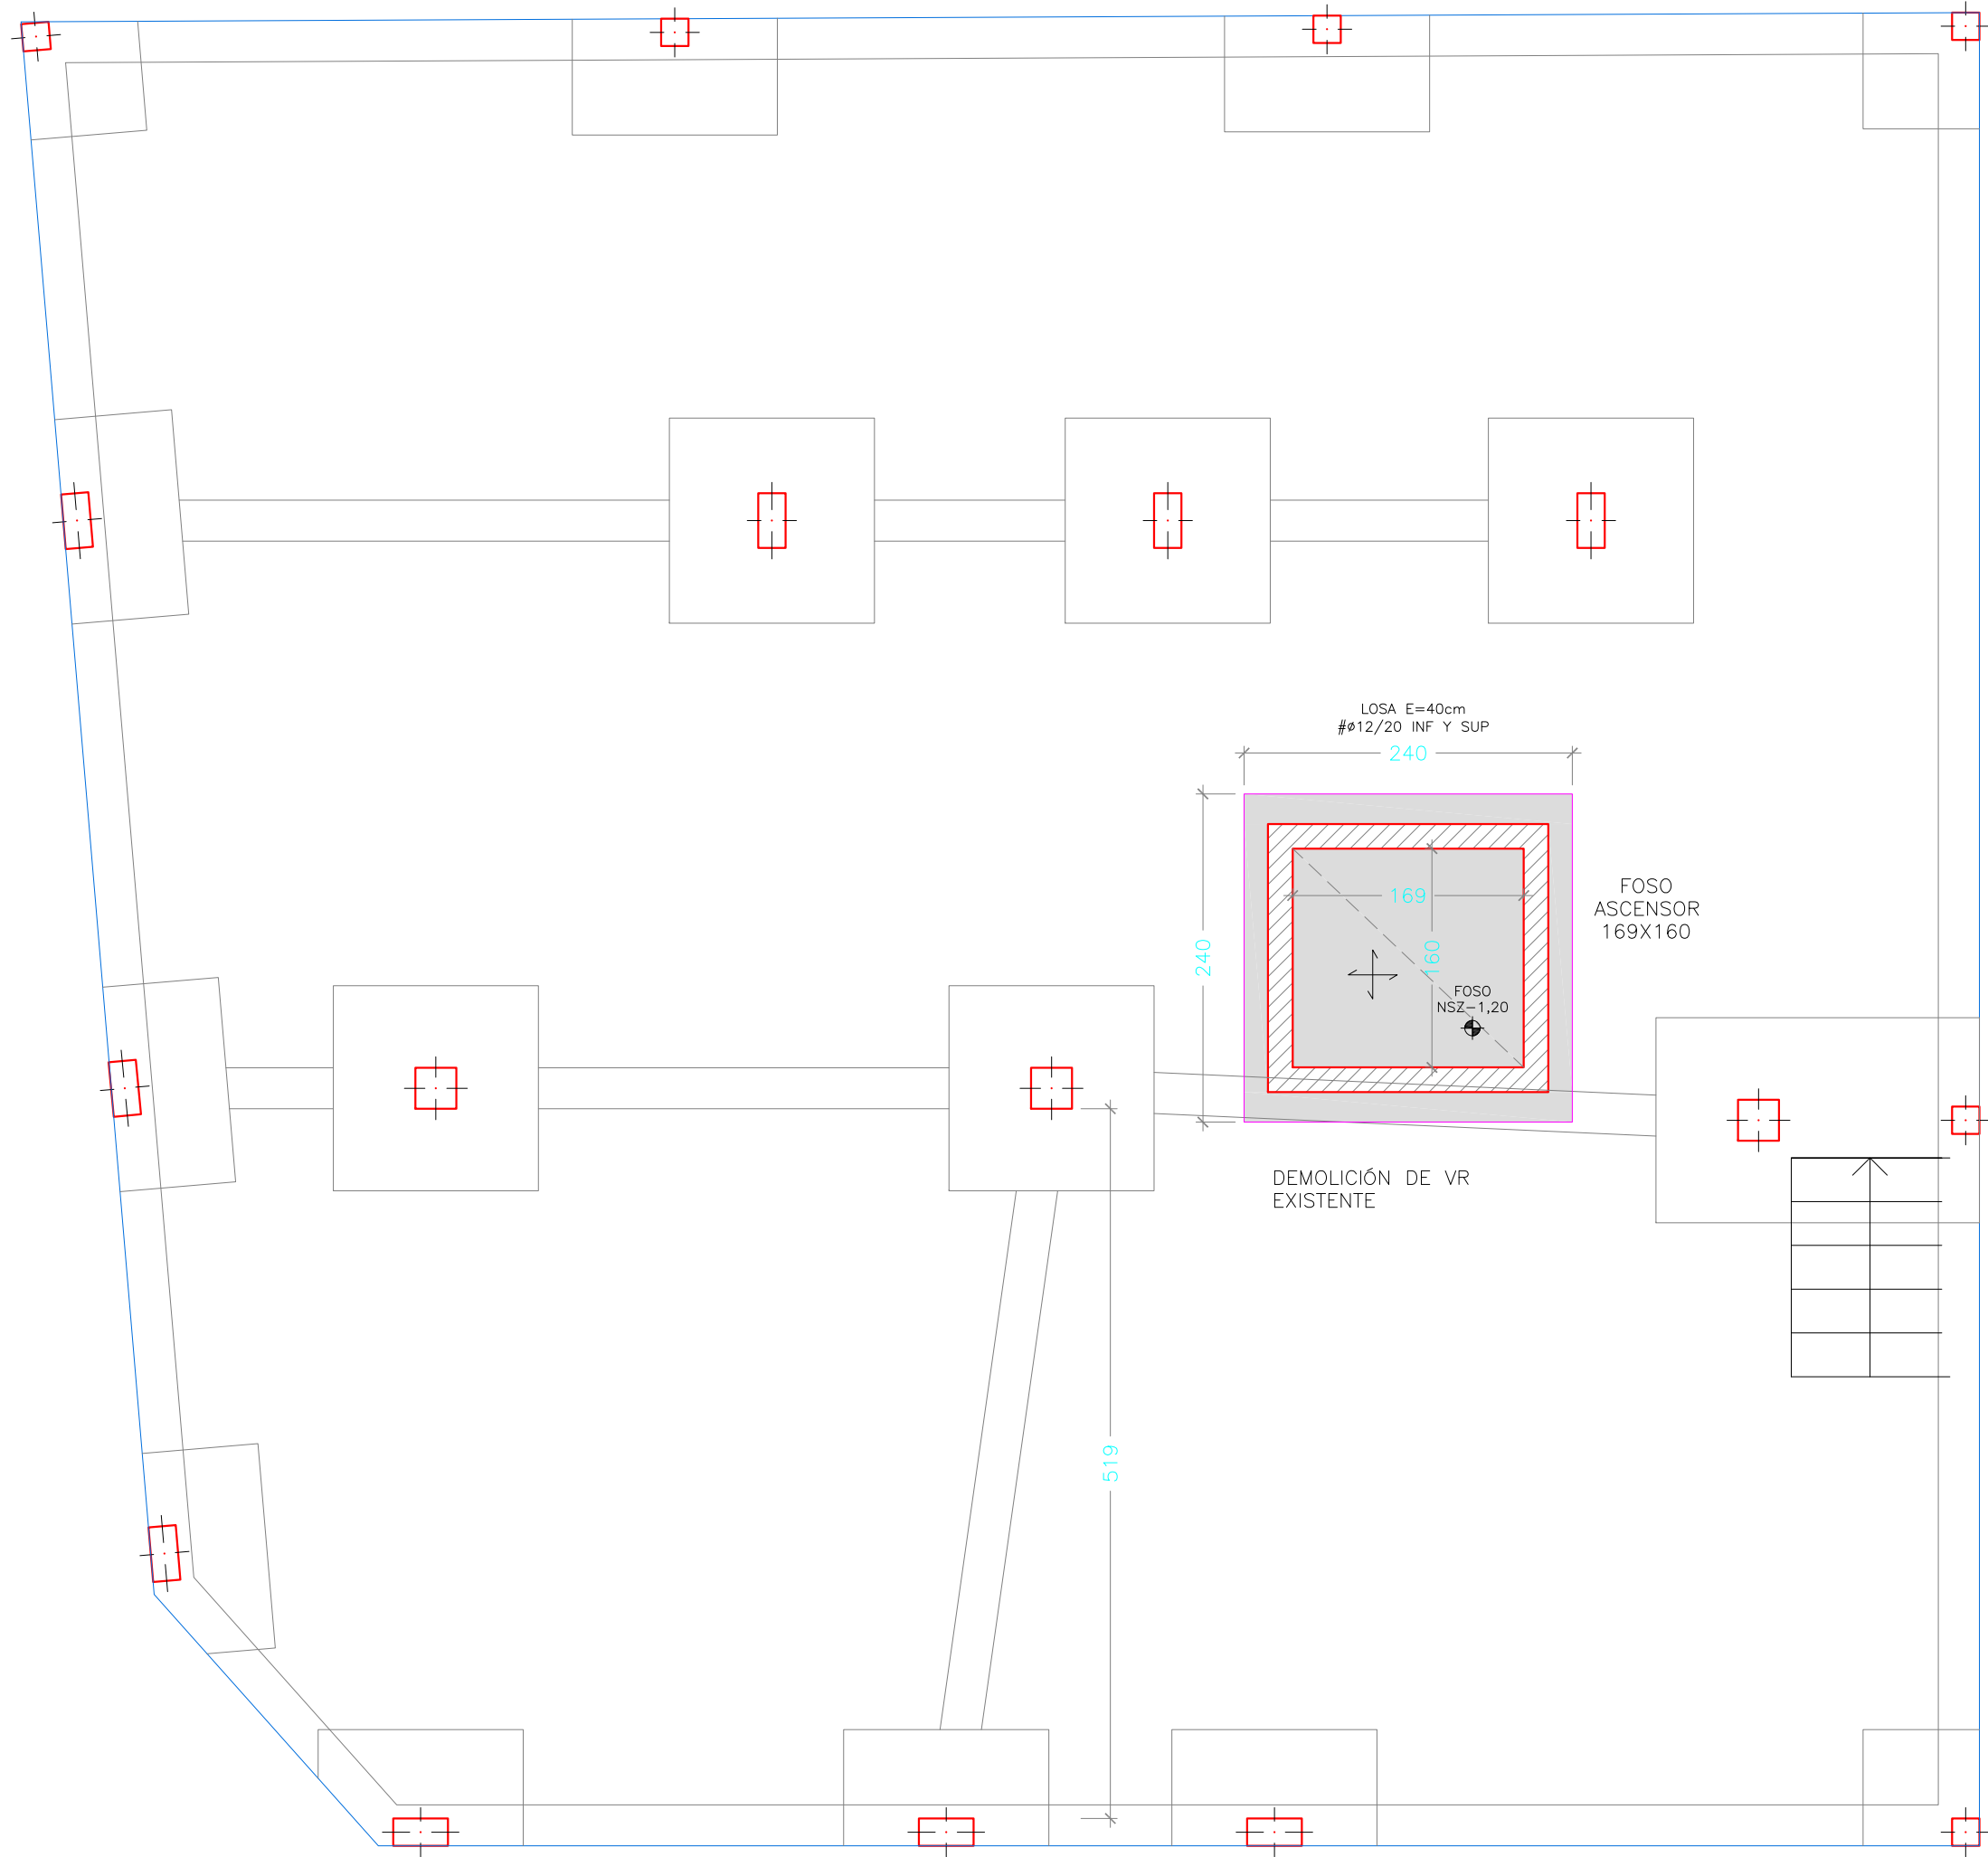 LOSA E=40cm
#ø12/20 INF Y SUP
240
240
169
160
FOSO
ASCENSOR
169X160
FOSO
NSZ-1,20
DEMOLICIÓN DE VR
EXISTENTE
519